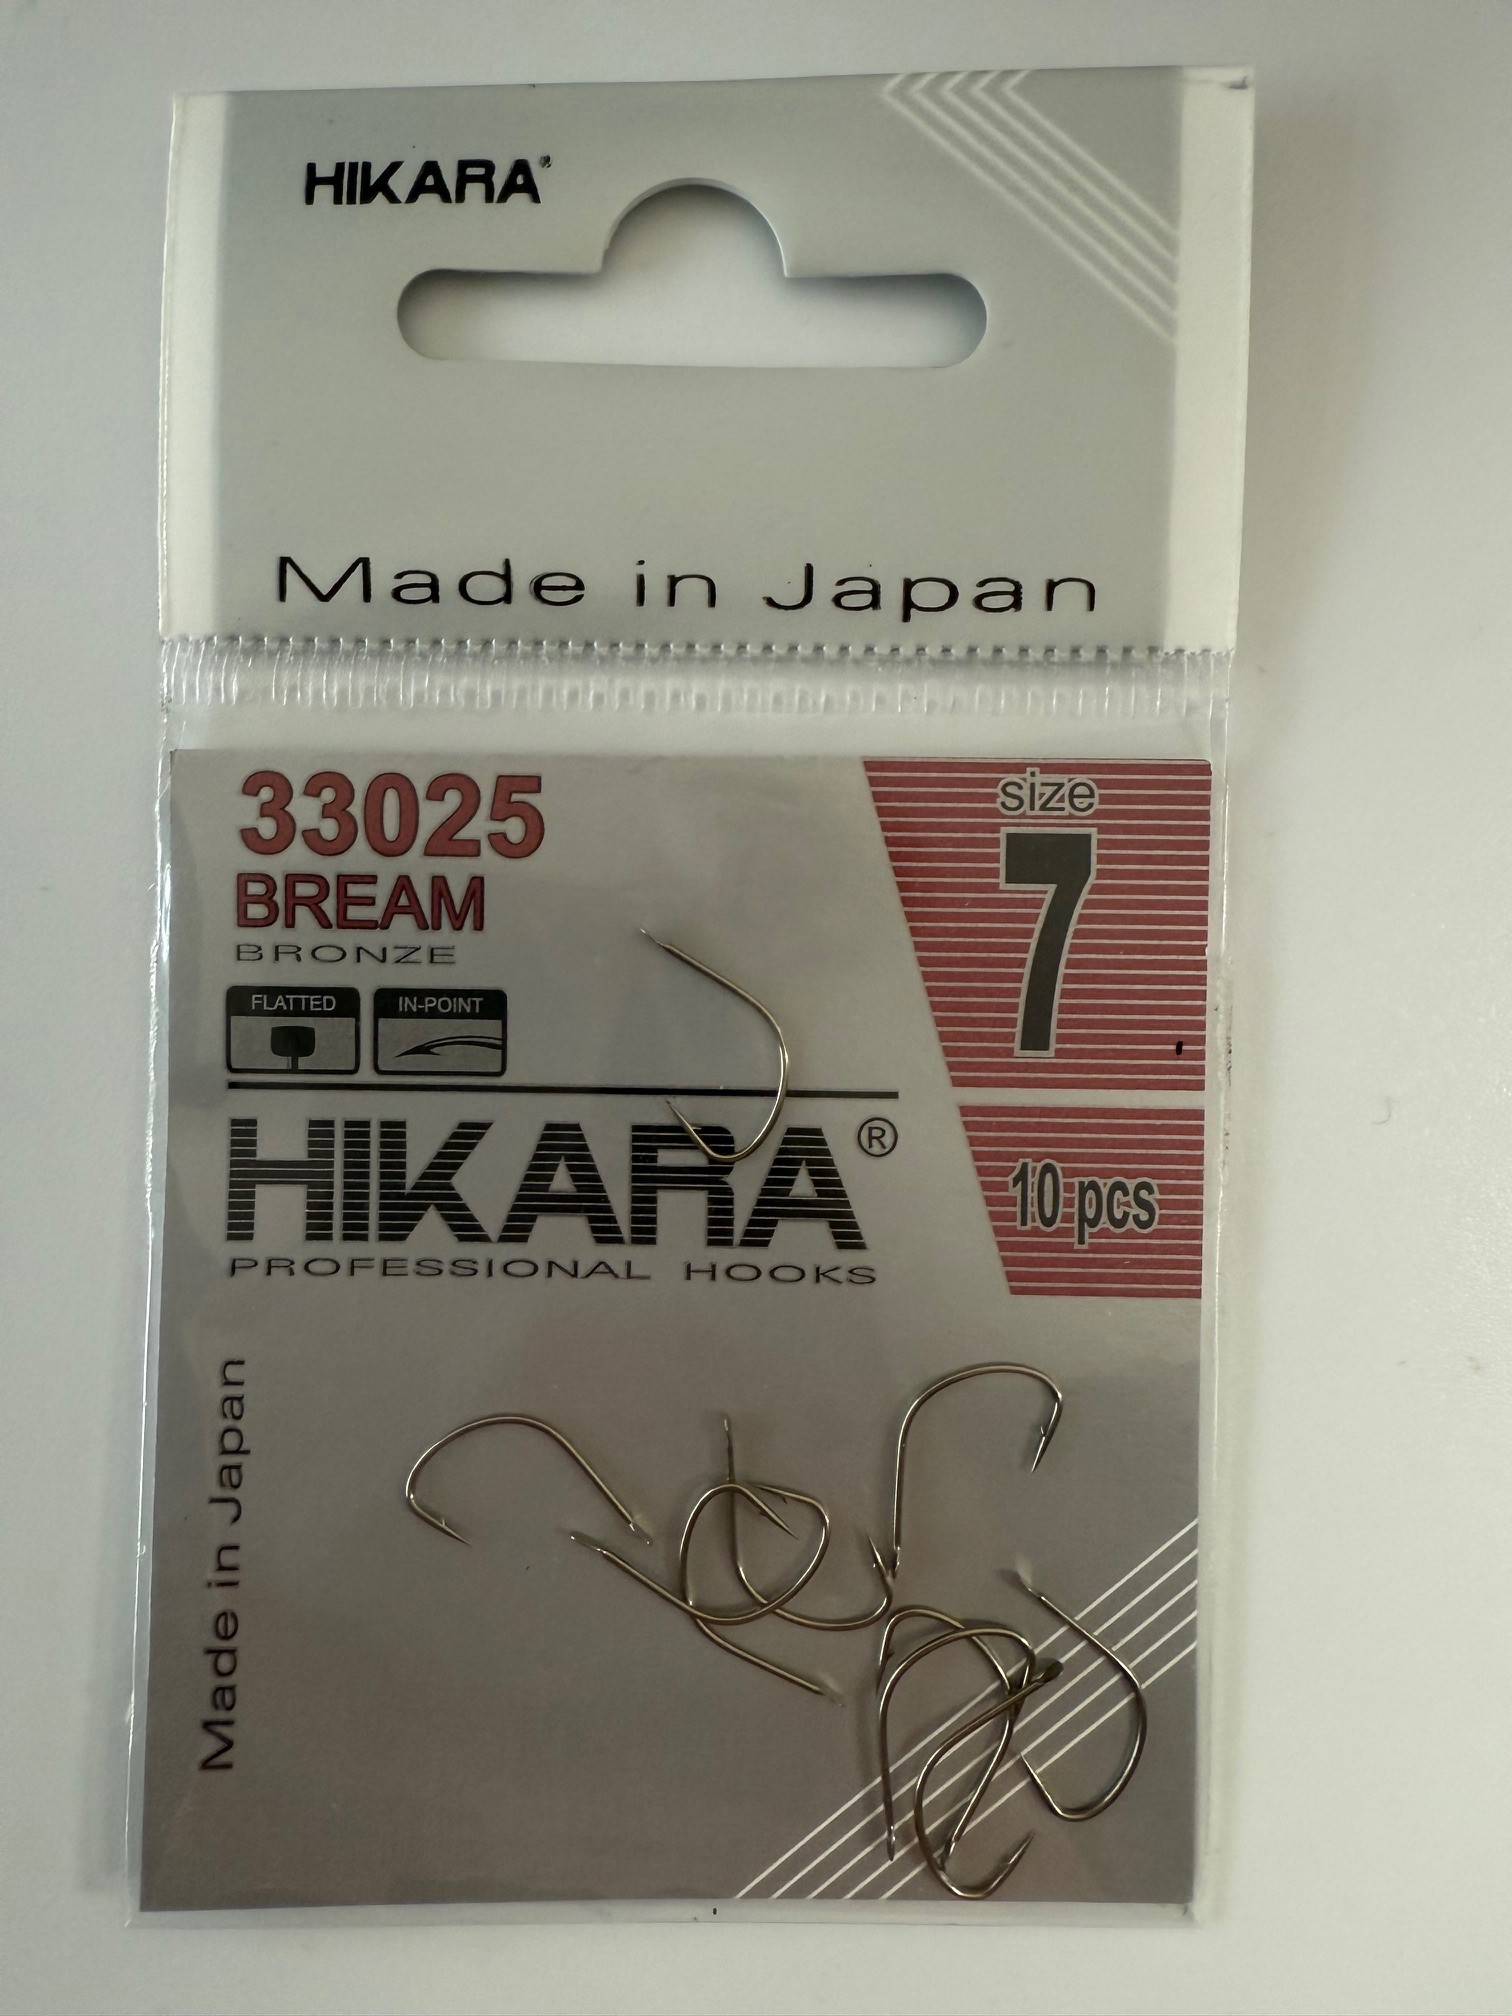 HIKARA®
Made in Japan
33025
BREAM
BRONZE
FLATTED
IN-POINT
size
7
10 pcs
HIKARA®
PROFESSIONAL HOOKS
Made in Japan